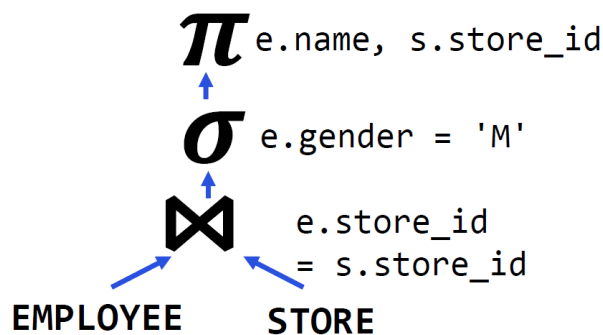 π e.name, s.store_id
σ e.gender = 'M'
⋈ e.store_id
= s.store_id
EMPLOYEE STORE